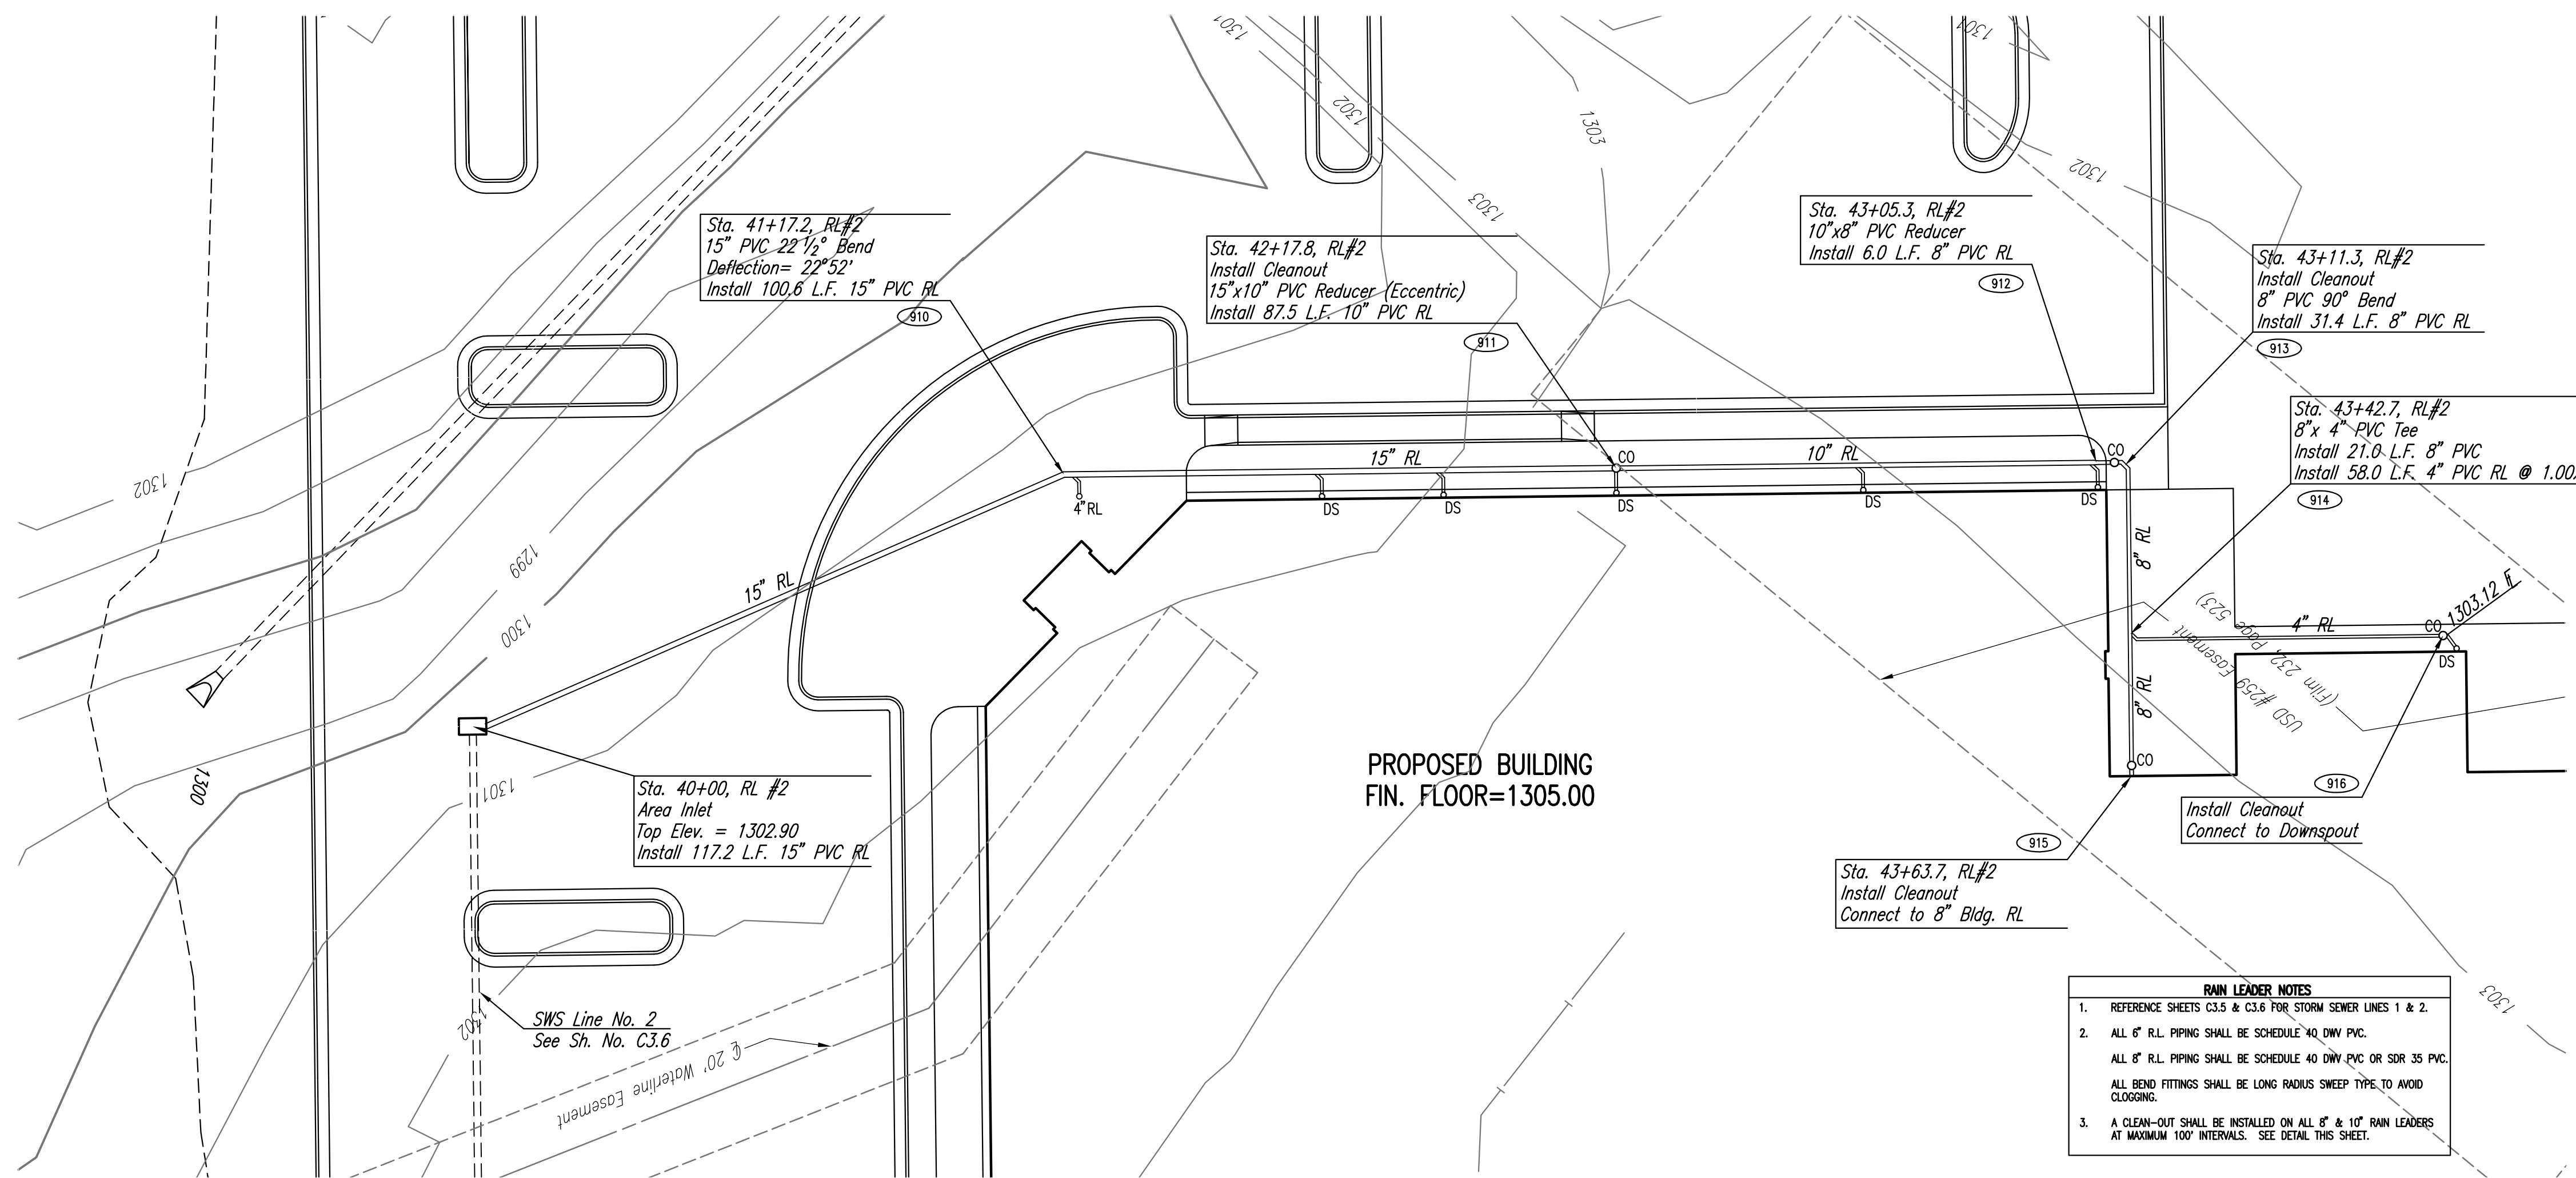 1301
1301
1302
1303
1303
1302
Sta. 41+17.2, RL#2
15" PVC 22 1/2° Bend
Deflection= 22°52'
Install 100.6 L.F. 15" PVC RL
910
Sta. 42+17.8, RL#2
Install Cleanout
15"x10" PVC Reducer (Eccentric)
Install 87.5 L.F. 10" PVC RL
911
Sta. 43+05.3, RL#2
10"x8" PVC Reducer
Install 6.0 L.F. 8" PVC RL
912
Sta. 43+11.3, RL#2
Install Cleanout
8" PVC 90° Bend
Install 31.4 L.F. 8" PVC RL
913
Sta. 43+42.7, RL#2
8"x 4" PVC Tee
Install 21.0 L.F. 8" PVC
Install 58.0 L.F. 4" PVC RL @ 1.00
914
15" RL
CO
10" RL
CO
4"RL
DS
DS
DS
DS
DS
1302
1299
1300
15" RL
8" RL
8" RL
4" RL
CO
1303.12 FL
DS
USD #259 Easement
(Film 232, Page 523)
CO
1300
1301
Sta. 40+00, RL #2
Area Inlet
Top Elev. = 1302.90
Install 117.2 L.F. 15" PVC RL
PROPOSED BUILDING
FIN. FLOOR=1305.00
916
Install Cleanout
Connect to Downspout
915
Sta. 43+63.7, RL#2
Install Cleanout
Connect to 8" Bldg. RL
1302
SWS Line No. 2
See Sh. No. C3.6
℄ 20' Waterline Easement
1303
RAIN LEADER NOTES
1. REFERENCE SHEETS C3.5 & C3.6 FOR STORM SEWER LINES 1 & 2.
2. ALL 6" R.L. PIPING SHALL BE SCHEDULE 40 DWV PVC.
ALL 8" R.L. PIPING SHALL BE SCHEDULE 40 DWV PVC OR SDR 35 PVC.
ALL BEND FITTINGS SHALL BE LONG RADIUS SWEEP TYPE TO AVOID
CLOGGING.
3. A CLEAN-OUT SHALL BE INSTALLED ON ALL 8" & 10" RAIN LEADERS
AT MAXIMUM 100' INTERVALS. SEE DETAIL THIS SHEET.